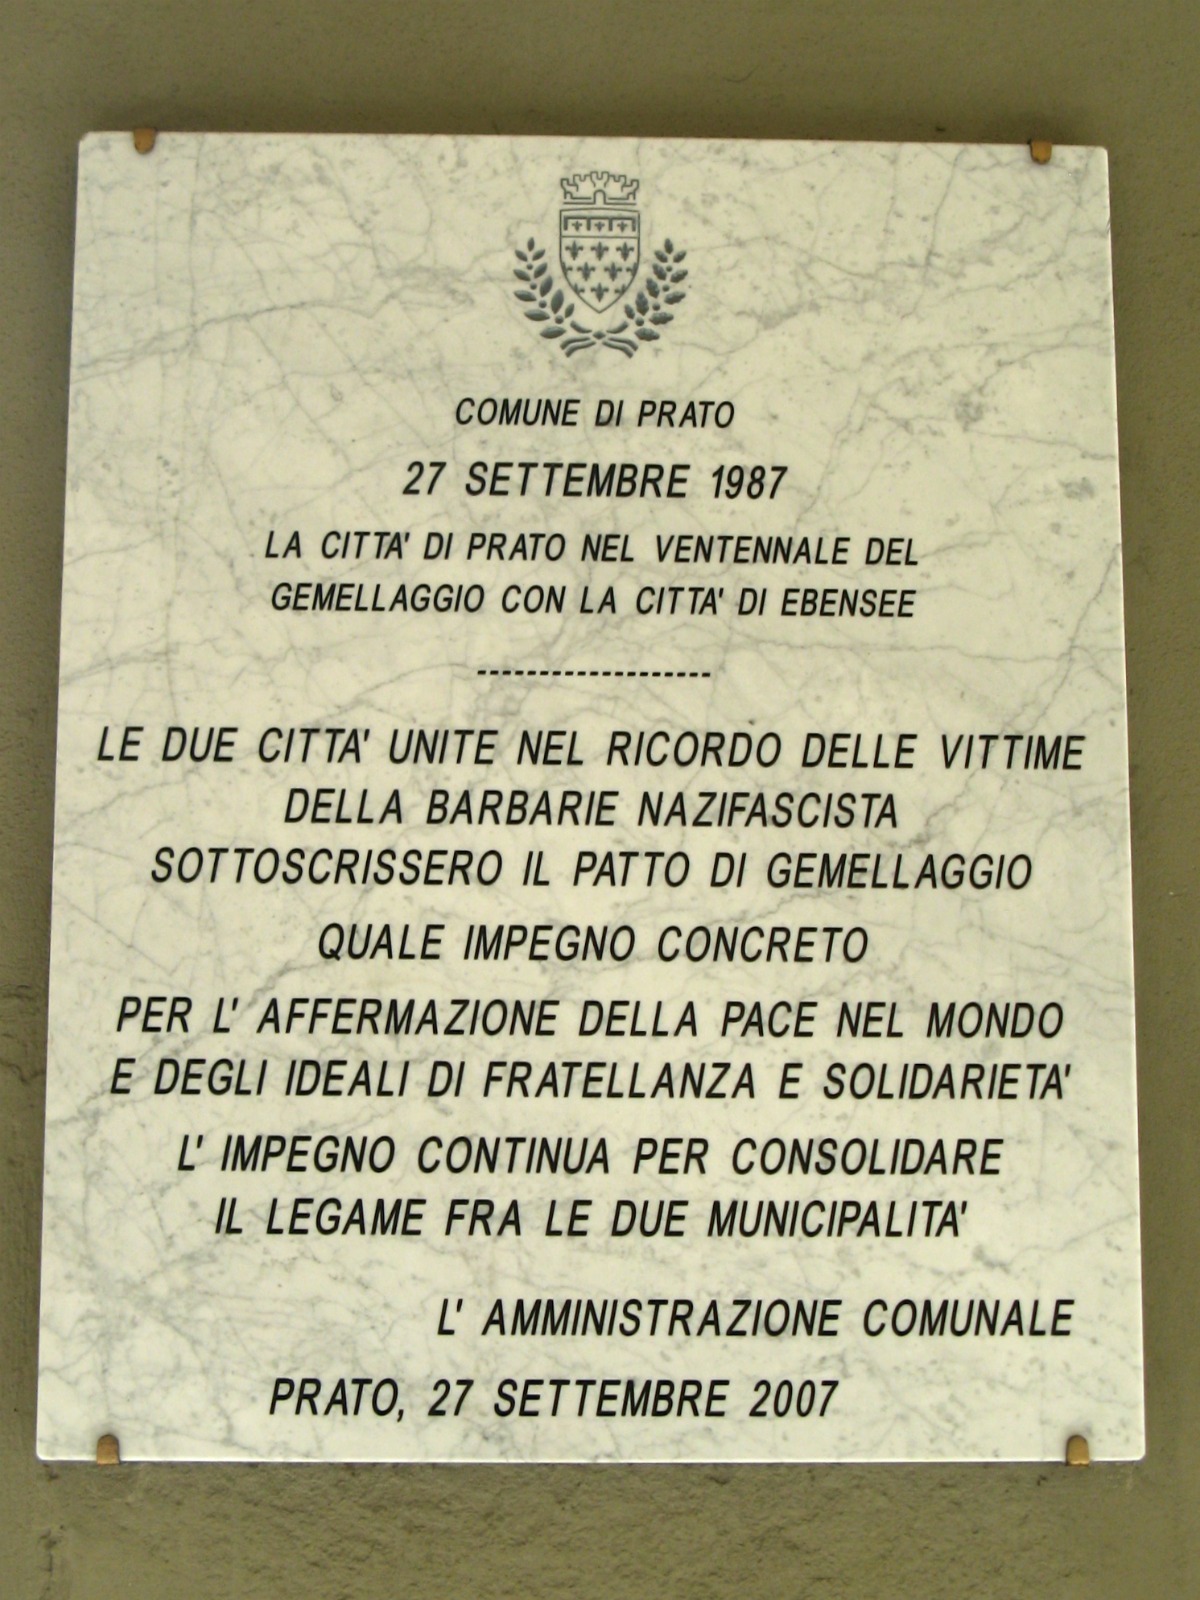 COMUNE DI PRATO
27 SETTEMBRE 1987
LA CITTA' DI PRATO NEL VENTENNALE DEL
GEMELLAGGIO CON LA CITTA' DI EBENSEE
-------------------
LE DUE CITTA' UNITE NEL RICORDO DELLE VITTIME
DELLA BARBARIE NAZIFASCISTA
SOTTOSCRISSERO IL PATTO DI GEMELLAGGIO
QUALE IMPEGNO CONCRETO
PER L' AFFERMAZIONE DELLA PACE NEL MONDO
E DEGLI IDEALI DI FRATELLANZA E SOLIDARIETA'
L' IMPEGNO CONTINUA PER CONSOLIDARE
IL LEGAME FRA LE DUE MUNICIPALITA'
L' AMMINISTRAZIONE COMUNALE
PRATO, 27 SETTEMBRE 2007